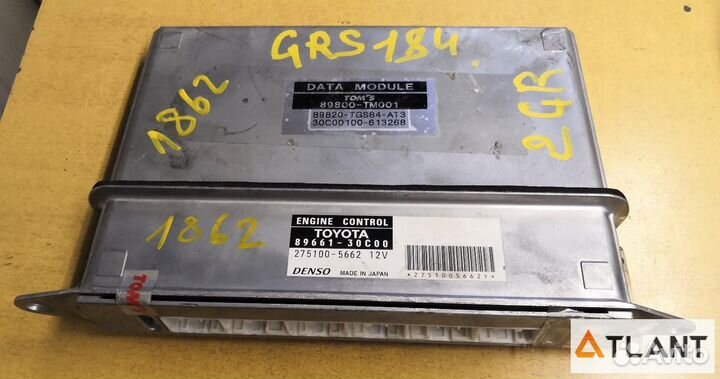 GRS184.
1862
2GR
DATA MODULE
TOM'S
89800-TM001
89820-TGS84-AT3
30C00100-613268
1862
ENGINE CONTROL
TOYOTA
89661-30C00
275100-5662 12V
DENSO MADE IN JAPAN
*2751005662Y*
TOM'S
ATLANT
Avito